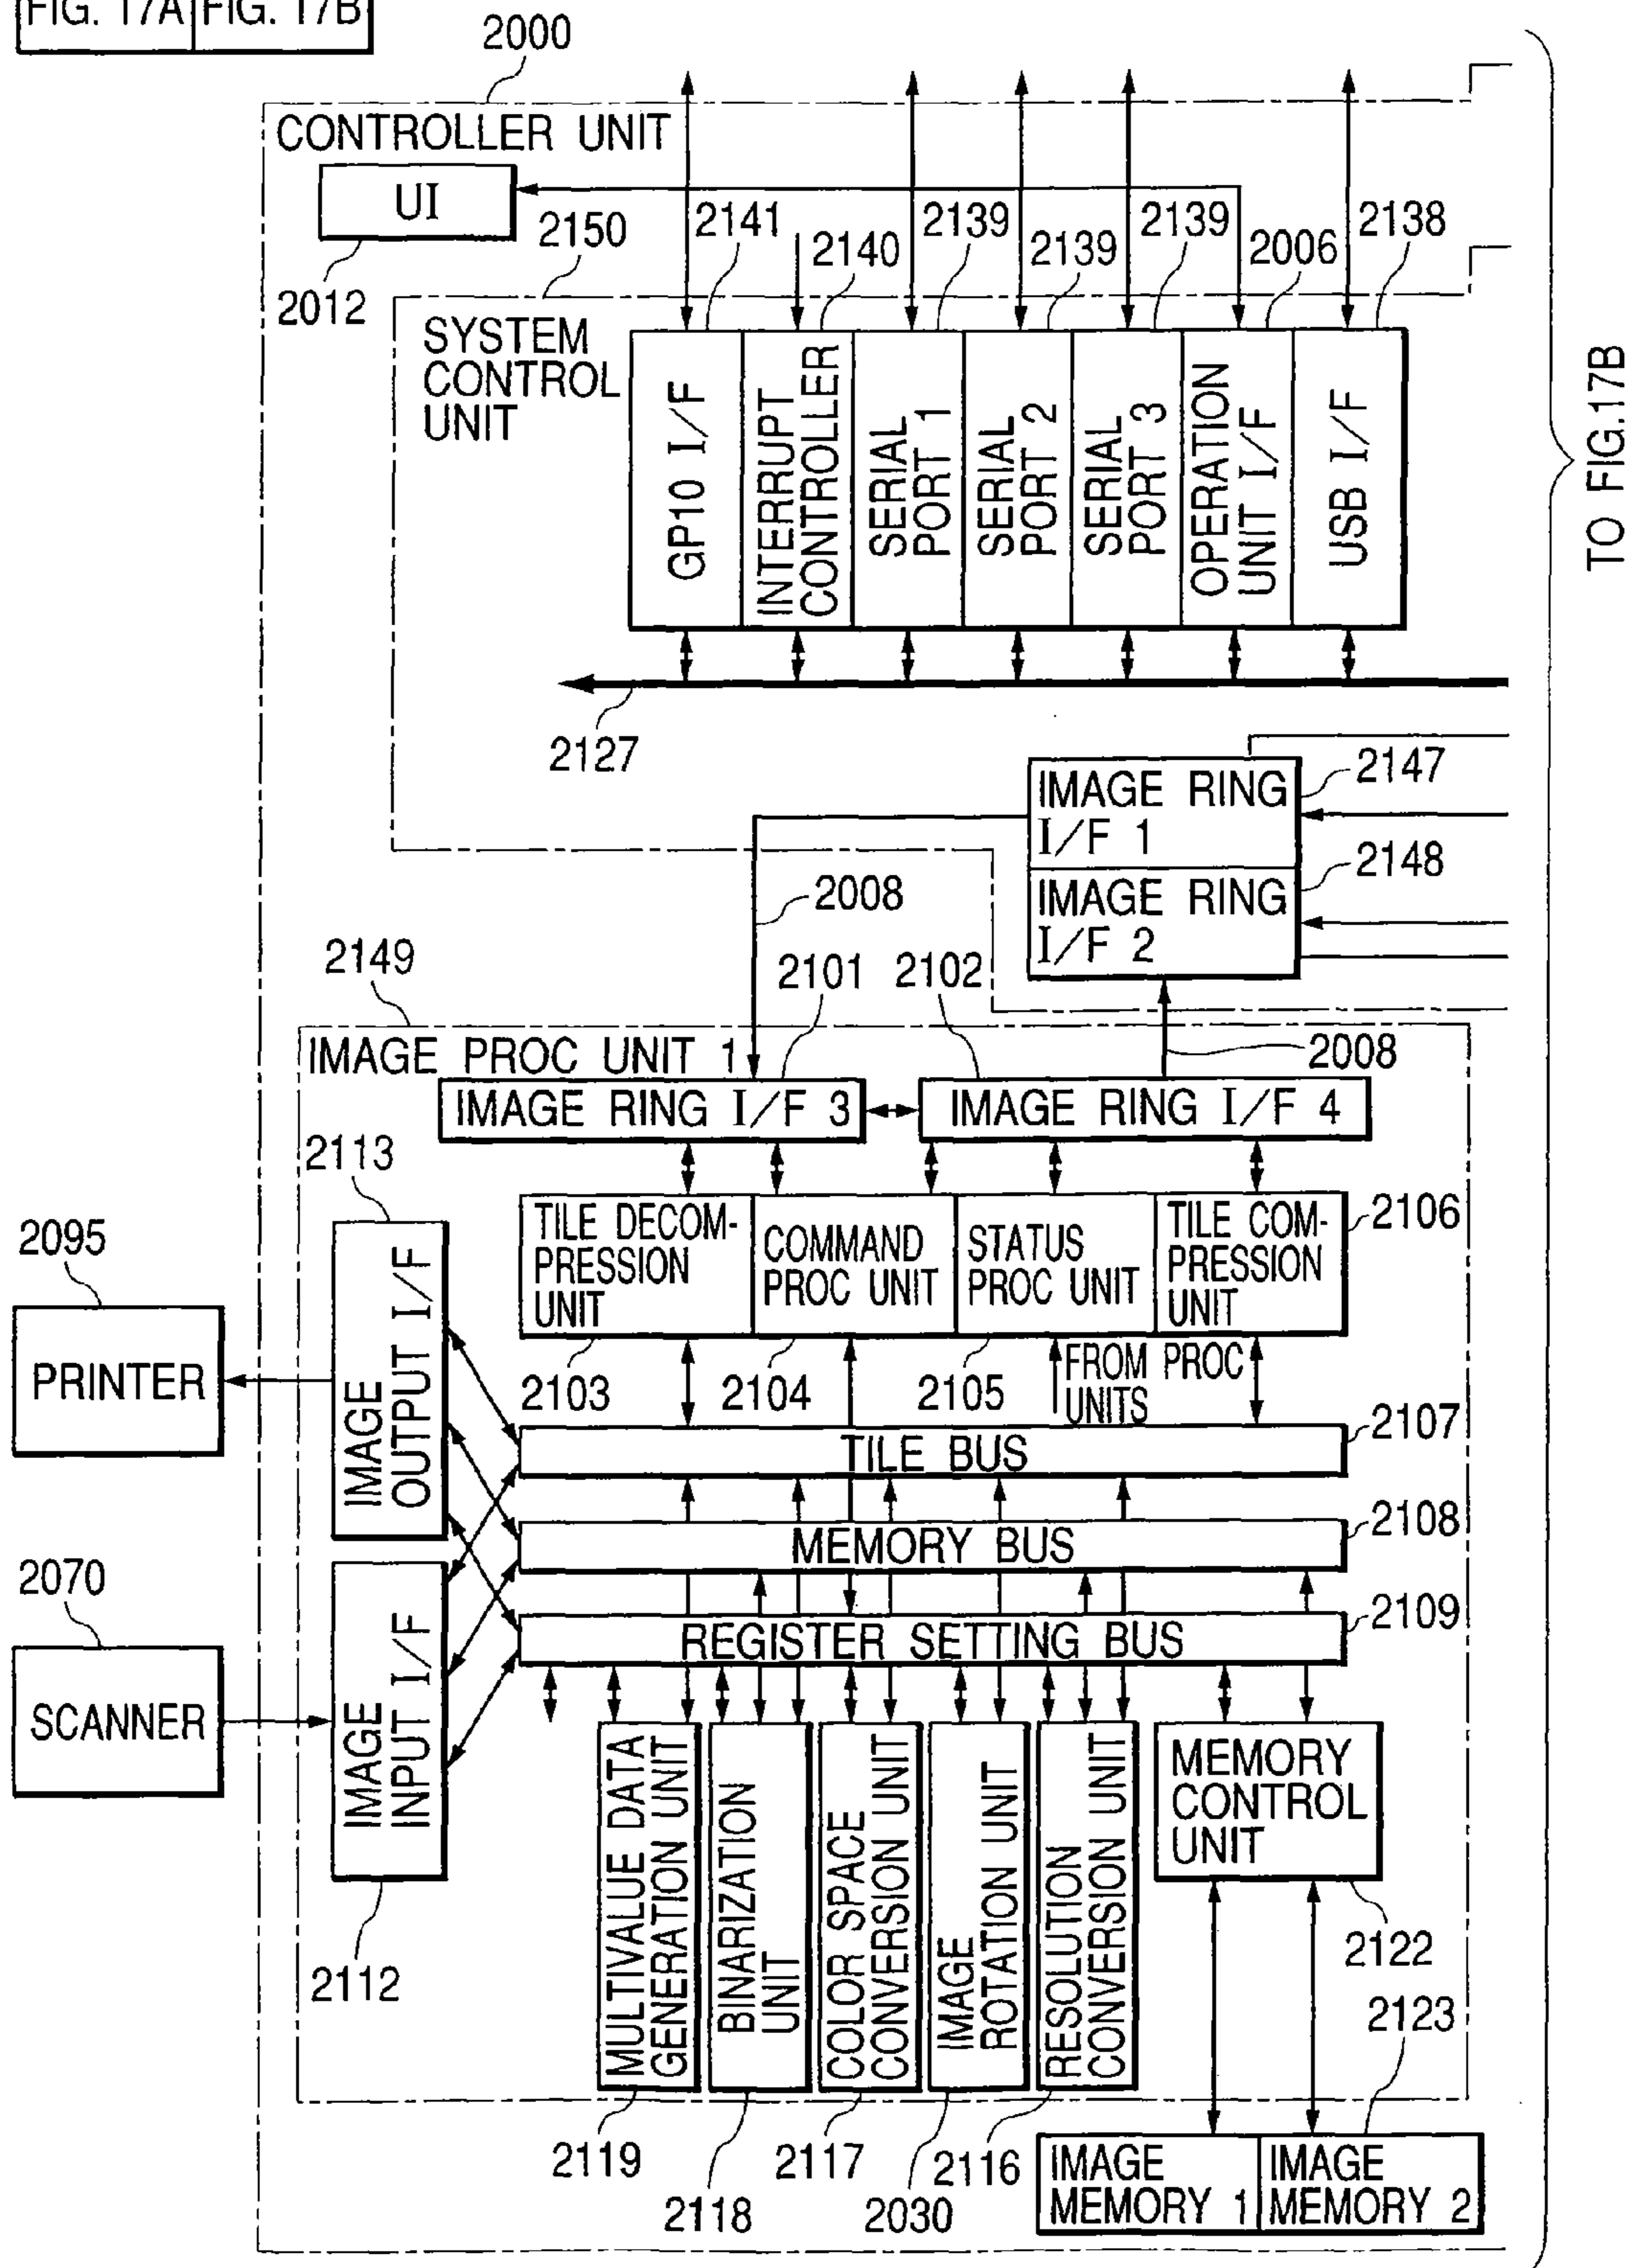 FIG. 17A FIG. 17B
2000
CONTROLLER UNIT
UI
2012
2150
2141
2140
2139
2139
2139
2006
2138
SYSTEM
CONTROL
UNIT
GP10 I/F
INTERRUPT
CONTROLLER
SERIAL
PORT 1
SERIAL
PORT 2
SERIAL
PORT 3
OPERATION
UNIT I/F
USB I/F
TO FIG.17B
2127
IMAGE RING
I/F 1
2147
IMAGE RING
I/F 2
2148
2008
2149
2101
2102
IMAGE PROC UNIT 1
2008
IMAGE RING I/F 3
IMAGE RING I/F 4
2113
TILE DECOM-
PRESSION
UNIT
COMMAND
PROC UNIT
STATUS
PROC UNIT
TILE COM-
PRESSION
UNIT
2106
2095
PRINTER
IMAGE
OUTPUT I/F
2103
2104
2105
FROM PROC
UNITS
TILE BUS
2107
MEMORY BUS
2108
2070
SCANNER
IMAGE
INPUT I/F
REGISTER SETTING BUS
2109
2112
MULTIVALUE DATA
GENERATION UNIT
BINARIZATION
UNIT
COLOR SPACE
CONVERSION UNIT
IMAGE
ROTATION UNIT
RESOLUTION
CONVERSION UNIT
MEMORY
CONTROL
UNIT
2122
2123
2119
2118
2117
2030
2116
IMAGE
MEMORY 1
IMAGE
MEMORY 2